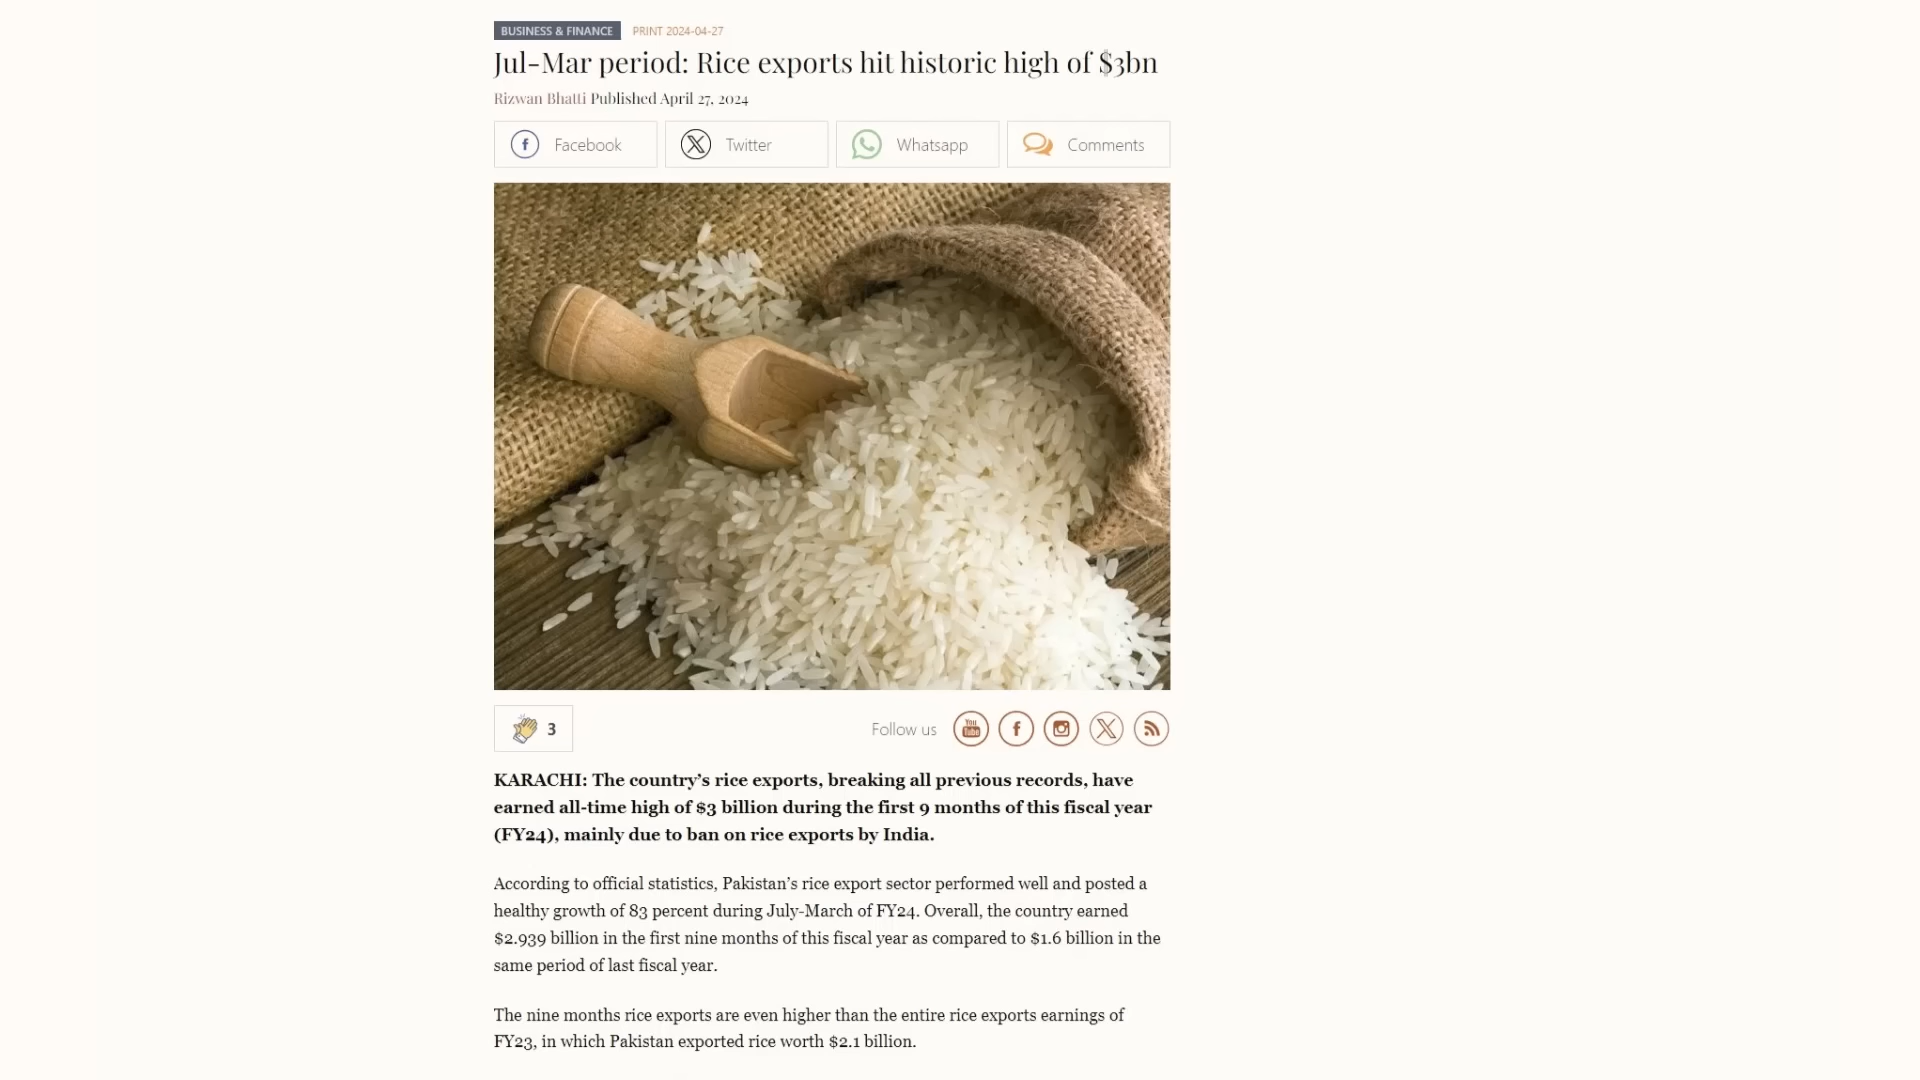 BUSINESS & FINANCE PRINT 2024-04-27
Jul-Mar period: Rice exports hit historic high of $3bn
Rizwan Bhatti Published April 27, 2024
Facebook Twitter Whatsapp Comments
3 Follow us You Tube
KARACHI: The country’s rice exports, breaking all previous records, have
earned all-time high of $3 billion during the first 9 months of this fiscal year
(FY24), mainly due to ban on rice exports by India.
According to official statistics, Pakistan’s rice export sector performed well and posted a
healthy growth of 83 percent during July-March of FY24. Overall, the country earned
$2.939 billion in the first nine months of this fiscal year as compared to $1.6 billion in the
same period of last fiscal year.
The nine months rice exports are even higher than the entire rice exports earnings of
FY23, in which Pakistan exported rice worth $2.1 billion.